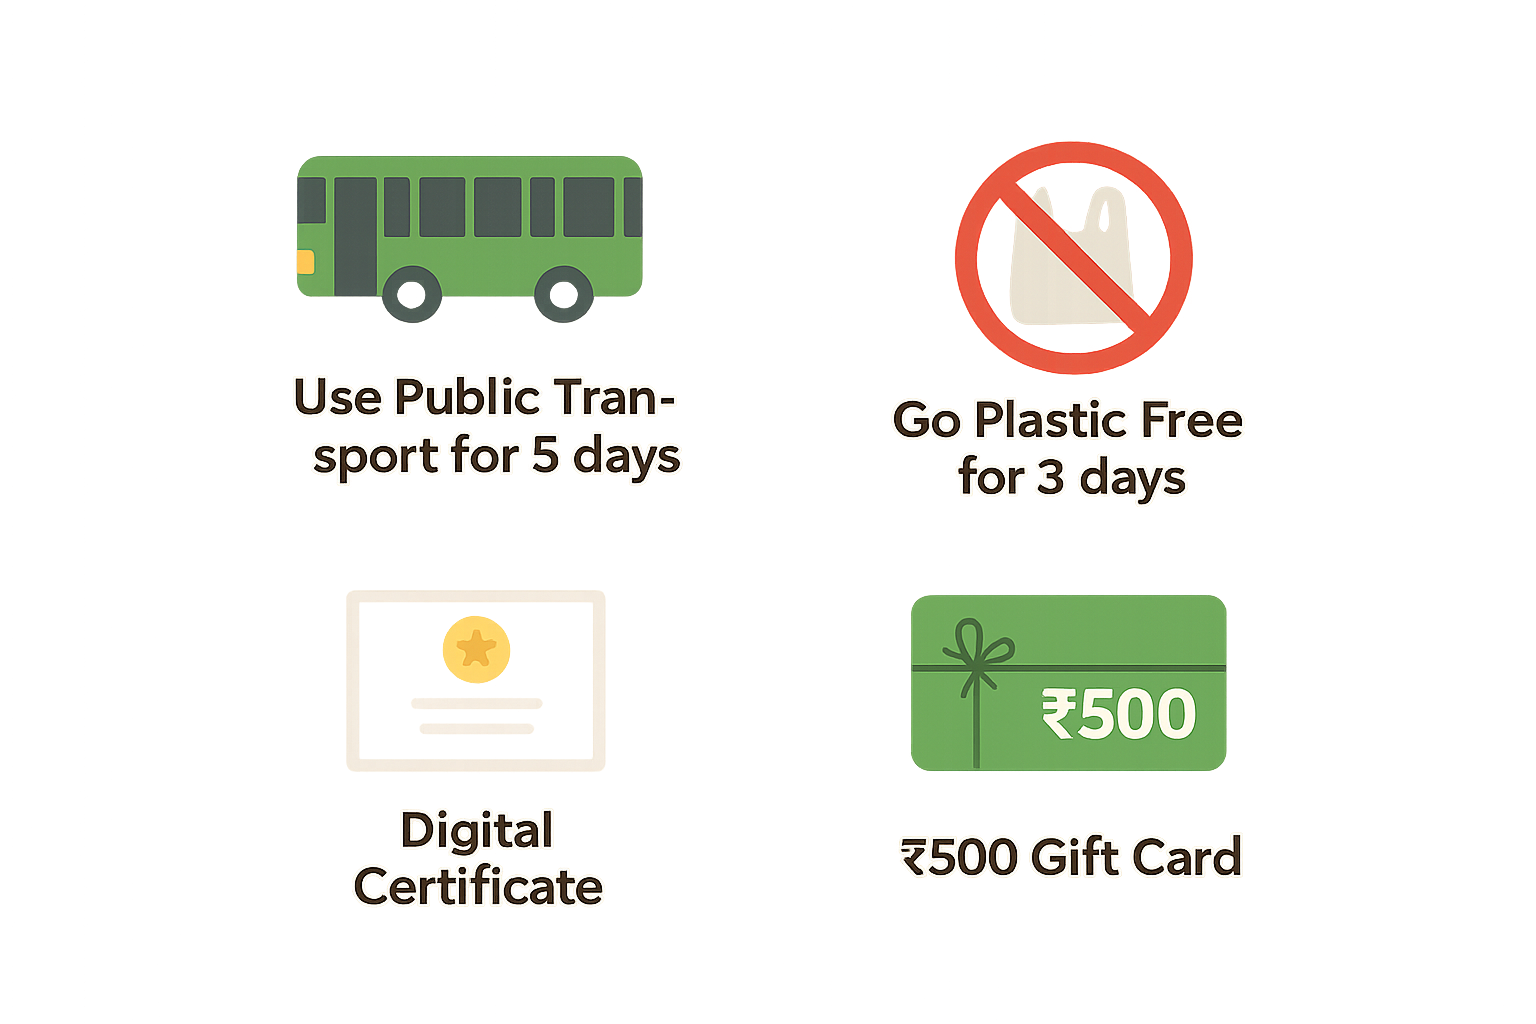 Use Public Tran-
sport for 5 days
Go Plastic Free
for 3 days
₹500
Digital
Certificate
₹500 Gift Card